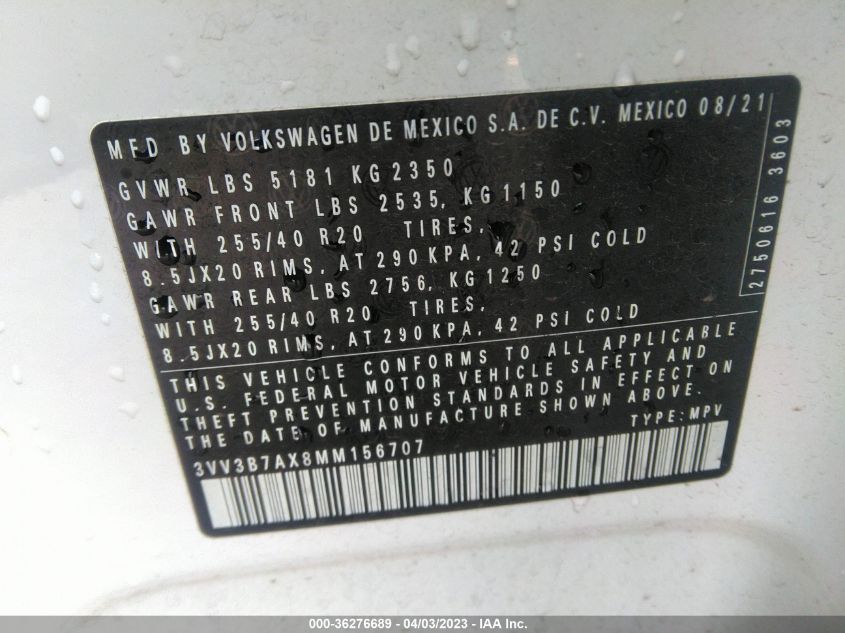 MFD BY VOLKSWAGEN DE MEXICO S.A. DE C.V. MEXICO 08/21
GVWR LBS 5181 KG 2350
GAWR FRONT LBS 2535, KG 1150
WITH 255/40 R20 TIRES,
8.5JX20 RIMS, AT 290 KPA, 42 PSI COLD
GAWR REAR LBS 2756, KG 1250
WITH 255/40 R20 TIRES,
8.5JX20 RIMS, AT 290 KPA, 42 PSI COLD
THIS VEHICLE CONFORMS TO ALL APPLICABLE
U.S. FEDERAL MOTOR VEHICLE SAFETY AND
THEFT PREVENTION STANDARDS IN EFFECT ON
THE DATE OF MANUFACTURE SHOWN ABOVE.
3VV3B7AX8MM156707 TYPE: MPV
2750616 3603
000-36276689 - 04/03/2023 - IAA Inc.